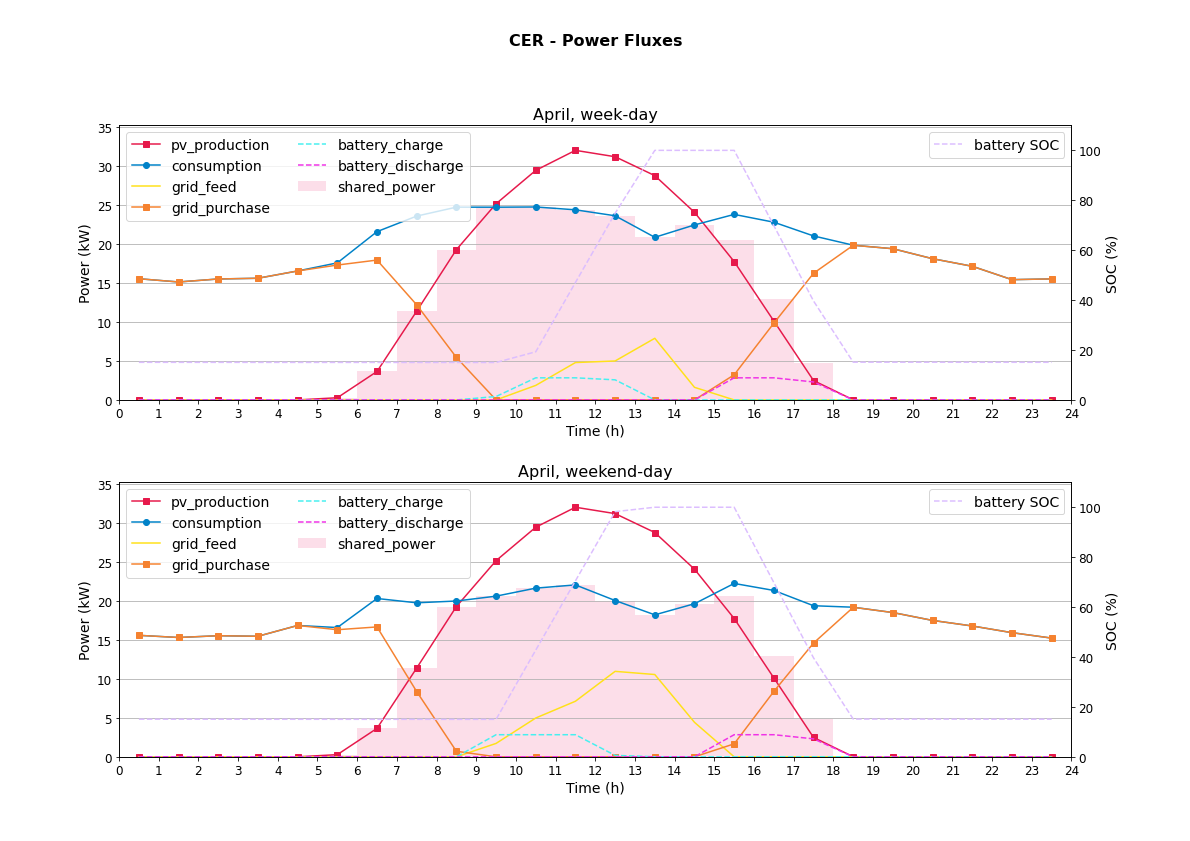 CER - Power Fluxes
April, week-day
pv_production
consumption
grid_feed
grid_purchase
battery_charge
battery_discharge
shared_power
battery SOC
35
30
25
20
15
10
5
0
Power (kW)
100
80
60
40
20
0
SOC (%)
0 1 2 3 4 5 6 7 8 9 10 11 12 13 14 15 16 17 18 19 20 21 22 23 24
Time (h)
April, weekend-day
pv_production
consumption
grid_feed
grid_purchase
battery_charge
battery_discharge
shared_power
battery SOC
35
30
25
20
15
10
5
0
Power (kW)
100
80
60
40
20
0
SOC (%)
0 1 2 3 4 5 6 7 8 9 10 11 12 13 14 15 16 17 18 19 20 21 22 23 24
Time (h)